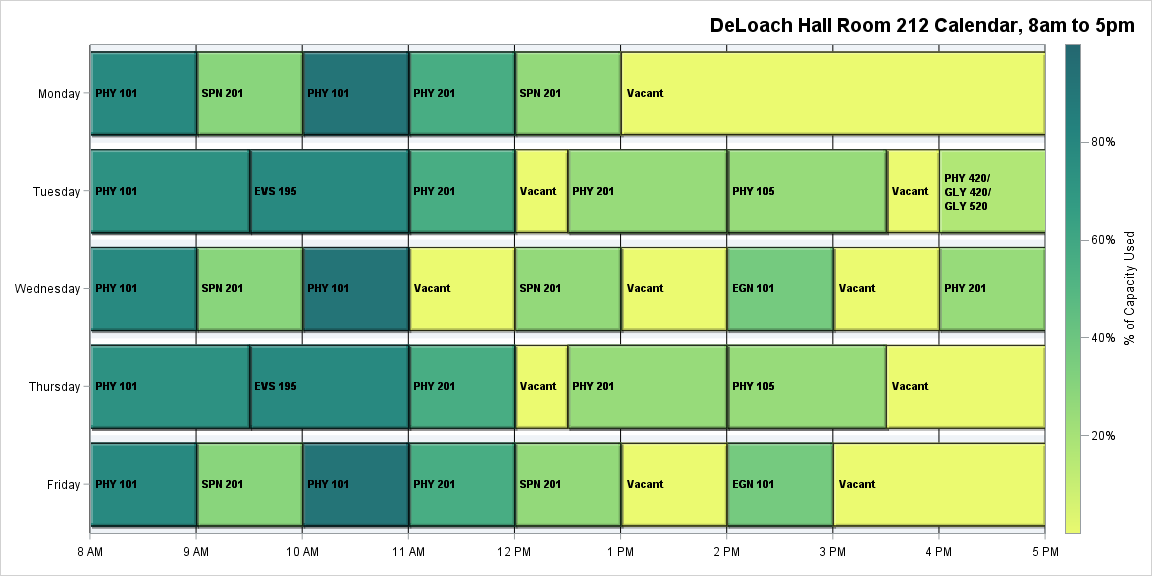 DeLoach Hall Room 212 Calendar, 8am to 5pm
Monday
PHY 101
SPN 201
PHY 101
PHY 201
SPN 201
Vacant
Tuesday
PHY 101
EVS 195
PHY 201
Vacant
PHY 201
PHY 105
Vacant
PHY 420/
GLY 420/
GLY 520
Wednesday
PHY 101
SPN 201
PHY 101
Vacant
SPN 201
Vacant
EGN 101
Vacant
PHY 201
Thursday
PHY 101
EVS 195
PHY 201
Vacant
PHY 201
PHY 105
Vacant
Friday
PHY 101
SPN 201
PHY 101
PHY 201
SPN 201
Vacant
EGN 101
Vacant
8 AM
9 AM
10 AM
11 AM
12 PM
1 PM
2 PM
3 PM
4 PM
5 PM
80%
60%
40%
20%
% of Capacity Used